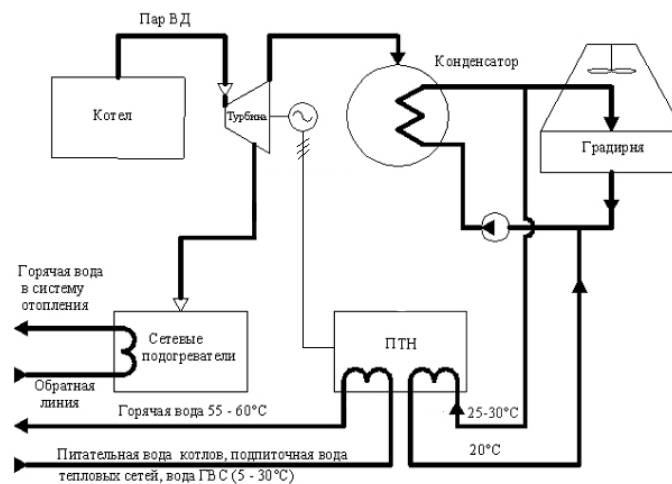 Пар ВД
Котел
Турбина
Конденсатор
Градирня
Горячая вода
в систему
отопления
Сетевые
подогреватели
ПТН
Обратная
линия
Горячая вода 55 - 60°С
25-30°С
Питательная вода котлов, подпиточная вода
тепловых сетей, вода ГВС (5 - 30°С)
20°С